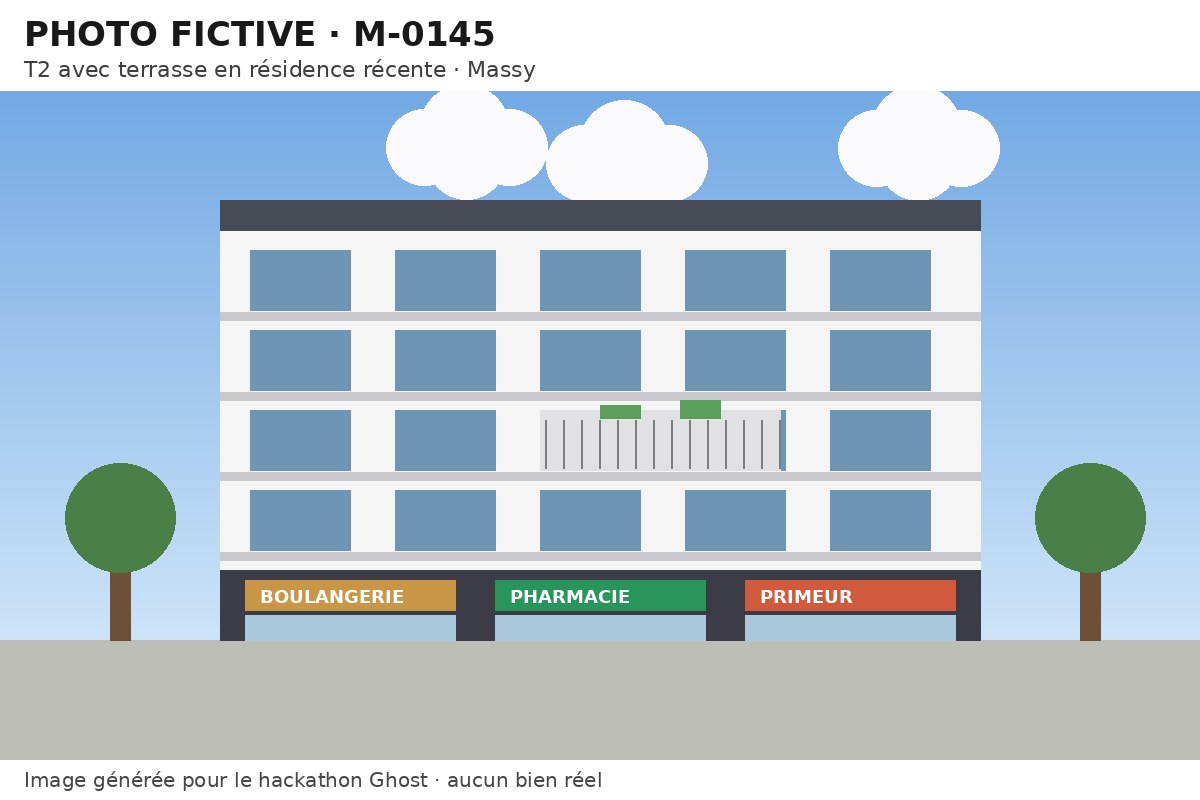 PHOTO FICTIVE · M-0145
T2 avec terrasse en résidence récente · Massy
BOULANGERIE
PHARMACIE
PRIMEUR
Image générée pour le hackathon Ghost · aucun bien réel